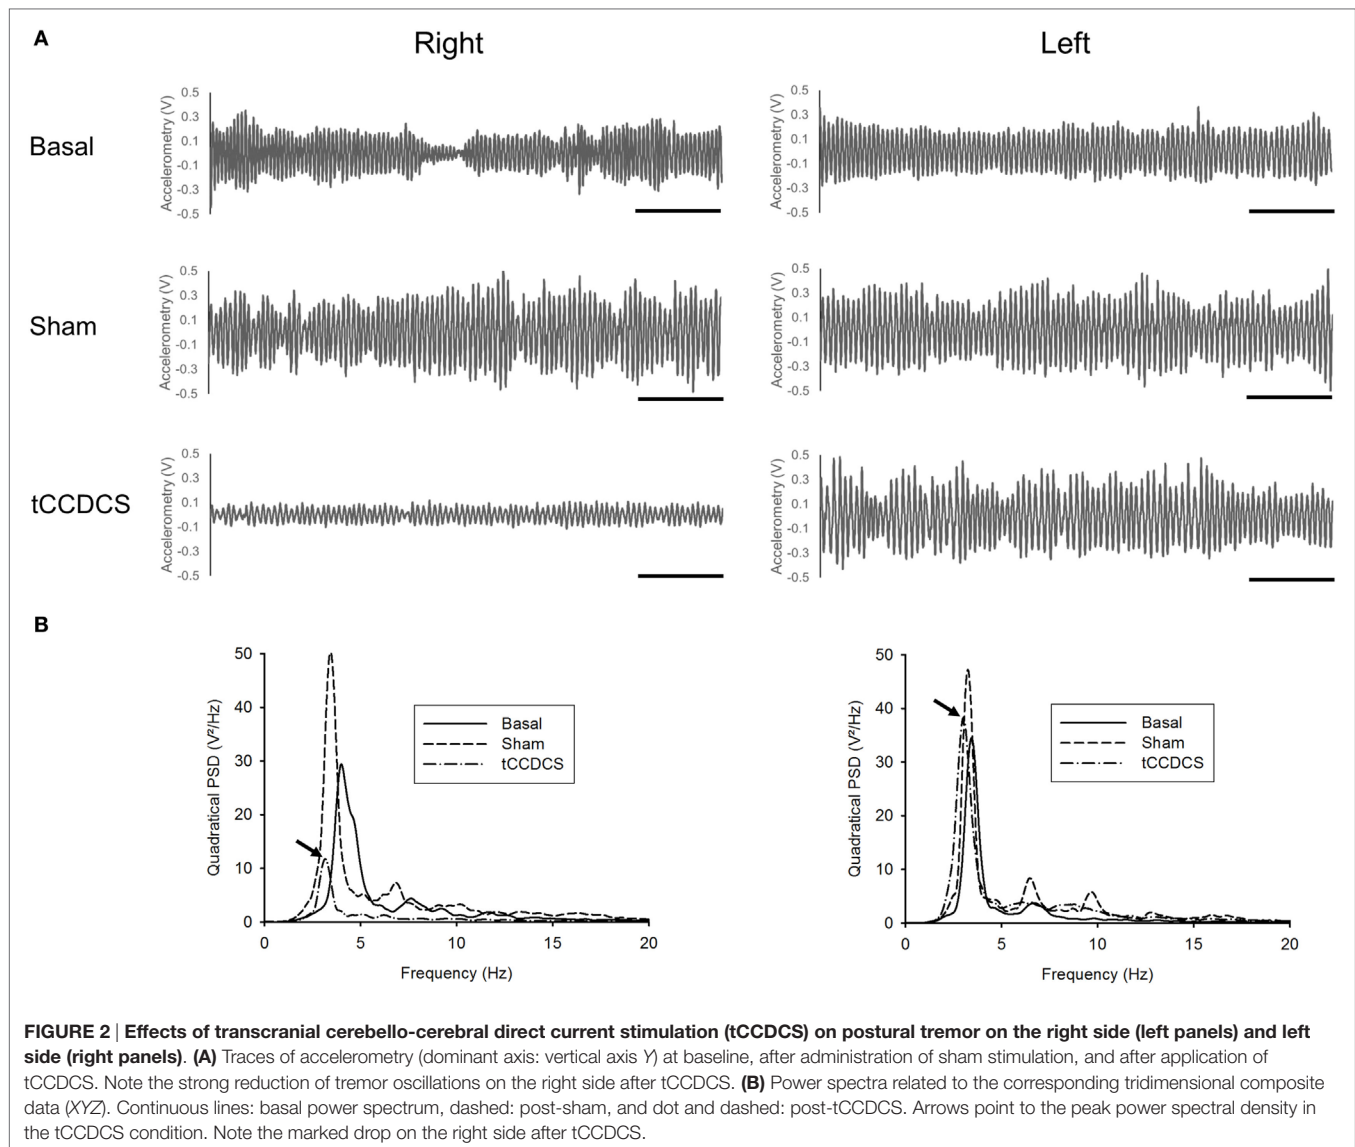 A
Right
Left
Basal
Accelerometry (V)
0.5
0.3
0.1
-0.1
-0.3
-0.5
Accelerometry (V)
0.5
0.3
0.1
-0.1
-0.3
-0.5
Sham
Accelerometry (V)
0.5
0.3
0.1
-0.1
-0.3
-0.5
Accelerometry (V)
0.5
0.3
0.1
-0.1
-0.3
-0.5
tCCDCS
Accelerometry (V)
0.5
0.3
0.1
-0.1
-0.3
-0.5
Accelerometry (V)
0.5
0.3
0.1
-0.1
-0.3
-0.5
B
Quadratical PSD (V²/Hz)
50
40
30
20
10
0
Basal
Sham
tCCDCS
0 5 10 15 20
Frequency (Hz)
Quadratical PSD (V²/Hz)
50
40
30
20
10
0
Basal
Sham
tCCDCS
0 5 10 15 20
Frequency (Hz)
FIGURE 2 | Effects of transcranial cerebello-cerebral direct current stimulation (tCCDCS) on postural tremor on the right side (left panels) and left
side (right panels). (A) Traces of accelerometry (dominant axis: vertical axis Y) at baseline, after administration of sham stimulation, and after application of
tCCDCS. Note the strong reduction of tremor oscillations on the right side after tCCDCS. (B) Power spectra related to the corresponding tridimensional composite
data (XYZ). Continuous lines: basal power spectrum, dashed: post-sham, and dot and dashed: post-tCCDCS. Arrows point to the peak power spectral density in
the tCCDCS condition. Note the marked drop on the right side after tCCDCS.